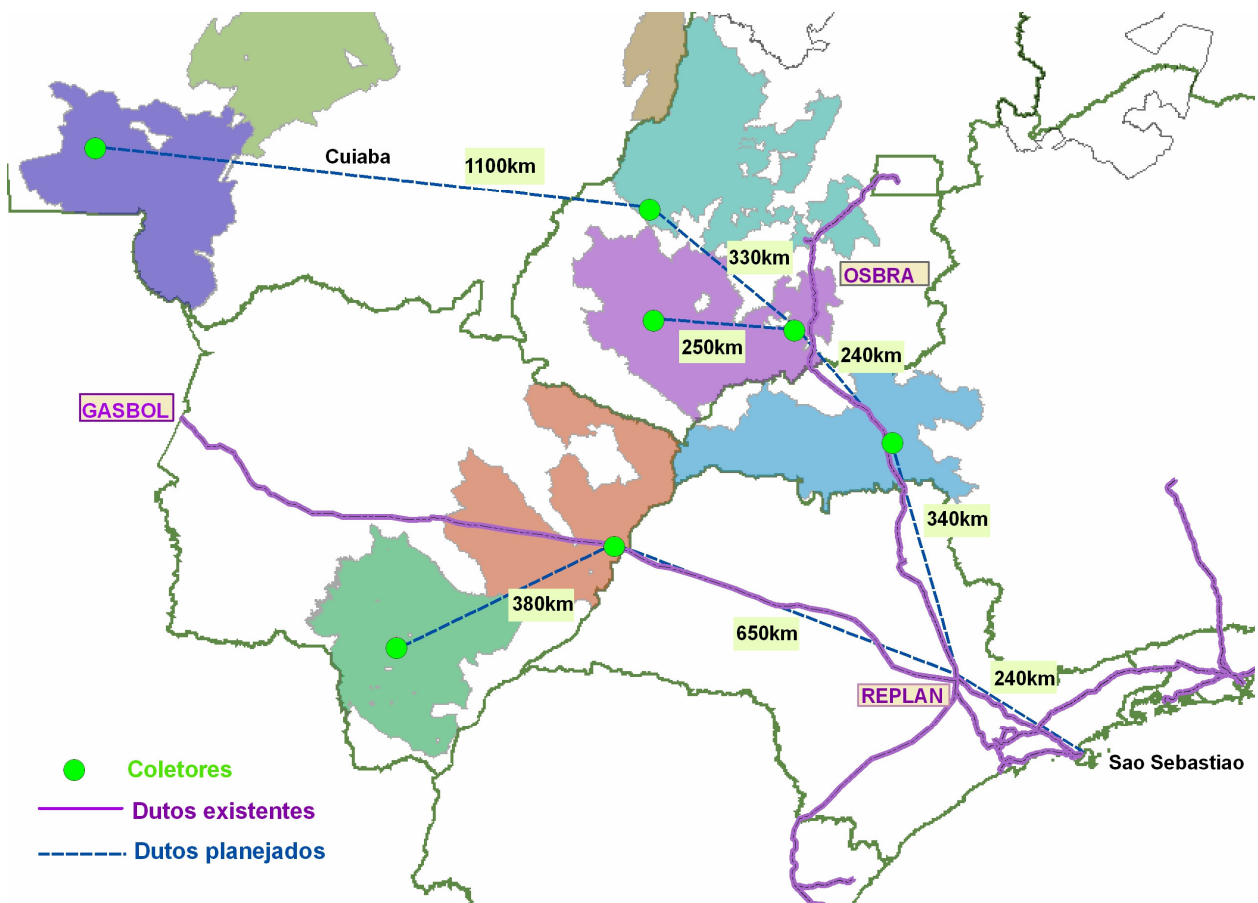 Cuiaba
1100km
330km
OSBRA
250km
240km
GASBOL
340km
380km
650km
240km
REPLAN
Sao Sebastiao
Coletores
Dutos existentes
Dutos planejados